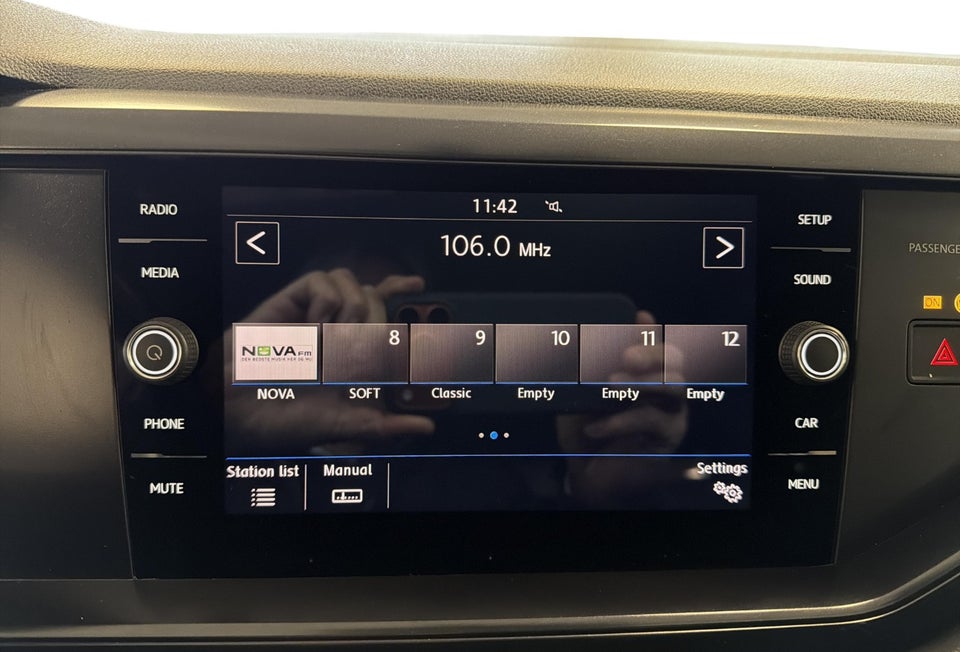 RADIO
MEDIA
PHONE
MUTE
11:42
106.0 MHz
NOVA FM
8
9
10
11
12
NOVA
SOFT
Classic
Empty
Empty
Empty
Station list
Manual
Settings
SETUP
SOUND
CAR
MENU
PASSENGE
ON